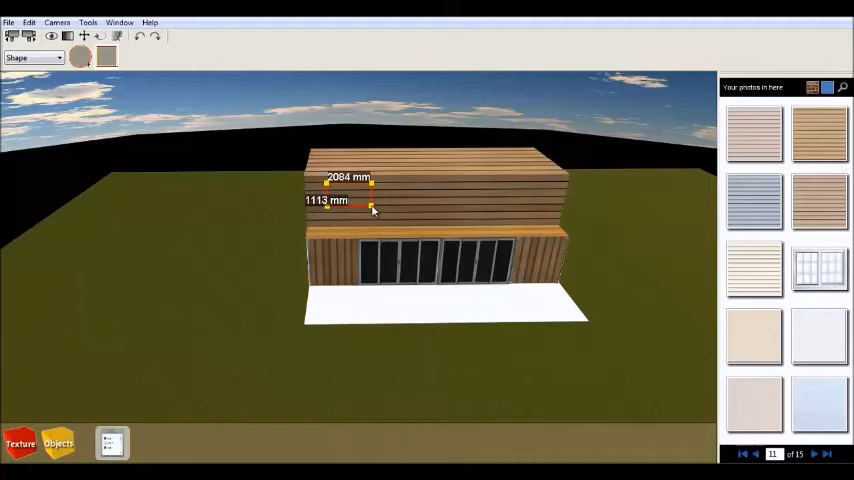 File Edit Camera Tools Window Help
Shape
Your photos in here
2084 mm
1113 mm
Texture
Objects
11 of 15